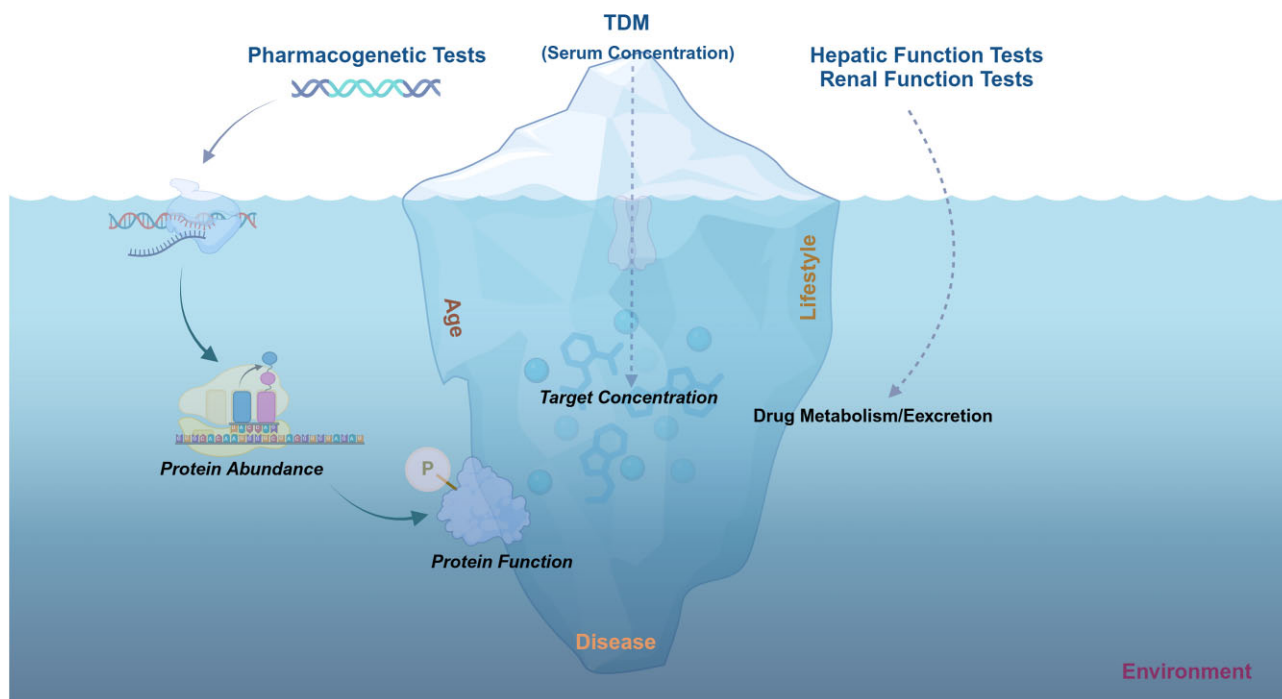 TDM
(Serum Concentration)
Pharmacogenetic Tests
Hepatic Function Tests
Renal Function Tests
Lifestyle
Age
Target Concentration
Drug Metabolism/Eexcretion
Protein Abundance
P
Protein Function
Disease
Environment